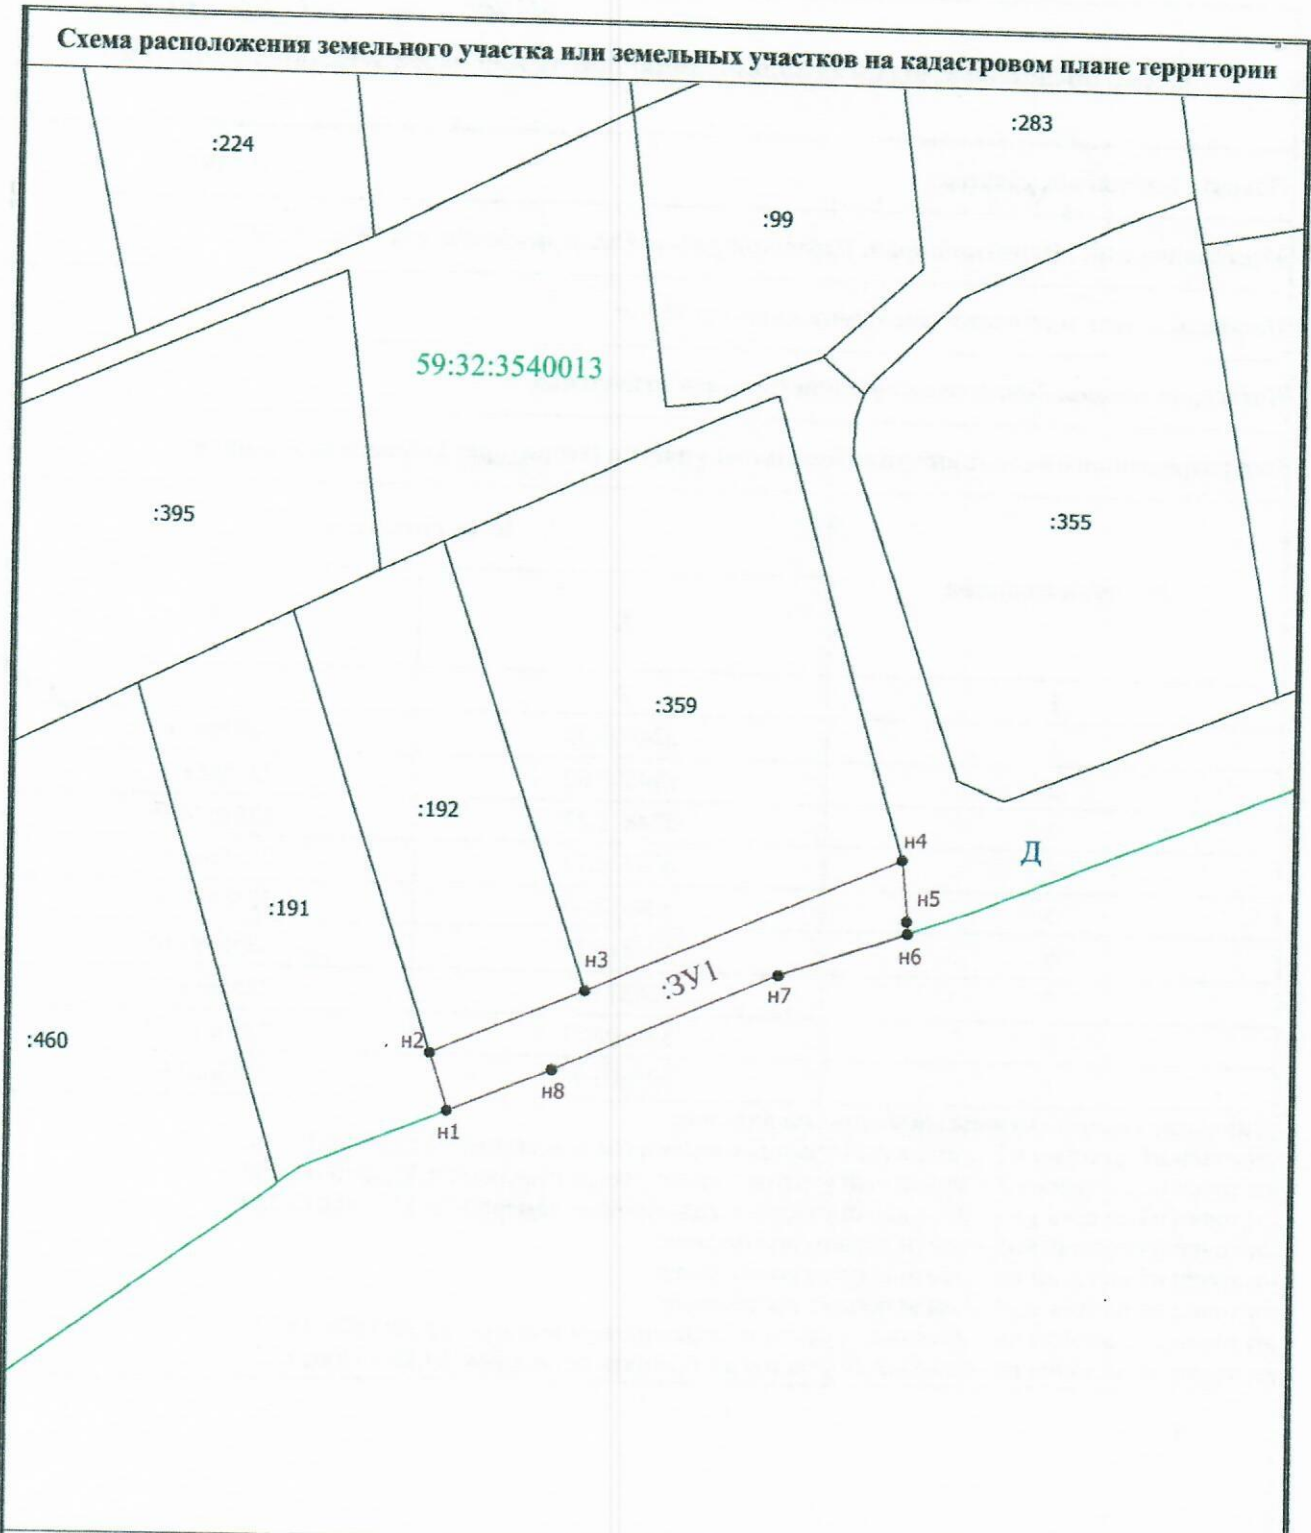 Схема расположения земельного участка или земельных участков на кадастровом плане территории
:283
:224
:99
59:32:3540013
:395
:355
:359
:192
н4
Д
н5
:191
н6
н3
:ЗУ1
н7
:460
н2
н8
н1